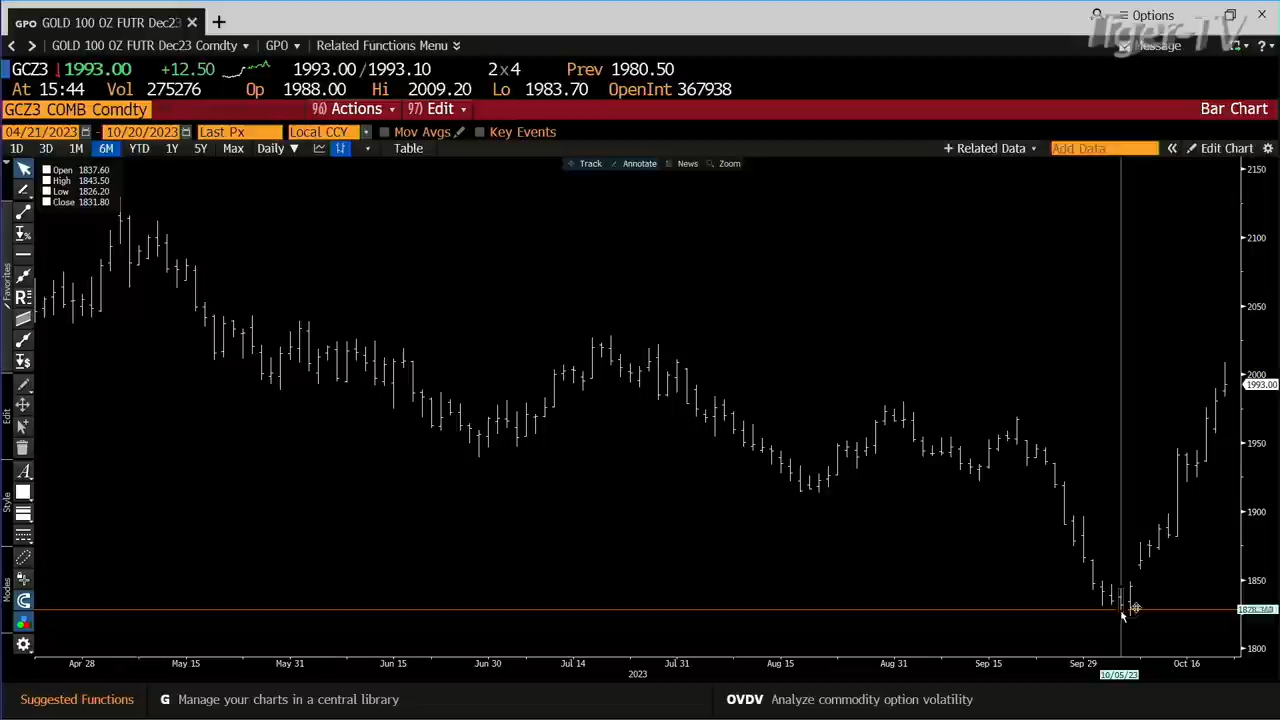 GPO GOLD 100 OZ FUTR Dec23
Options
Tiger-TV
GOLD 100 OZ FUTR Dec23 Comdty GPO Related Functions Menu Message
GCZ3 1993.00 +12.50 1993.00/1993.10 2x4 Prev 1980.50
At 15:44 Vol 275276 Op 1988.00 Hi 2009.20 Lo 1983.70 OpenInt 367938
GCZ3 COMB Comdty 96) Actions 97) Edit Bar Chart
04/21/2023 - 10/20/2023 Last Px Local CCY Mov Avgs Key Events
1D 3D 1M 6M YTD 1Y 5Y Max Daily Table + Related Data Add Data Edit Chart
Track Annotate News Zoom
Open 1837.60
High 1843.50
Low 1826.20
Close 1831.80
Favorites
Edit
Style
Modes
2150
2100
2050
2000
1993.00
1950
1900
1850
1800
Apr 28 May 15 May 31 Jun 15 Jun 30 Jul 14 Jul 31 Aug 15 Aug 31 Sep 15 Sep 29 Oct 16
2023
10/05/23
Suggested Functions G Manage your charts in a central library OVDV Analyze commodity option volatility